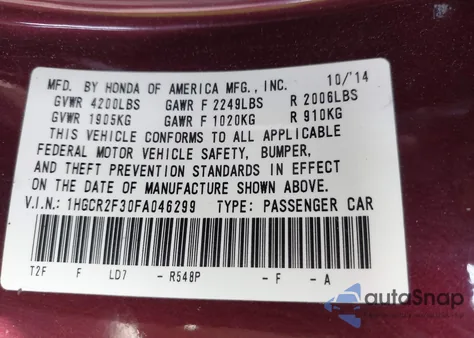 MFD. BY HONDA OF AMERICA MFG., INC. 10/'14
GVWR 4200LBS GAWR F 2249LBS R 2006LBS
GVWR 1905KG GAWR F 1020KG R 910KG
THIS VEHICLE CONFORMS TO ALL APPLICABLE
FEDERAL MOTOR VEHICLE SAFETY, BUMPER,
AND THEFT PREVENTION STANDARDS IN EFFECT
ON THE DATE OF MANUFACTURE SHOWN ABOVE.
V.I.N.: 1HGCR2F30FA046299 TYPE: PASSENGER CAR
T2F F LD7 -R548P -F -A
autoSnap